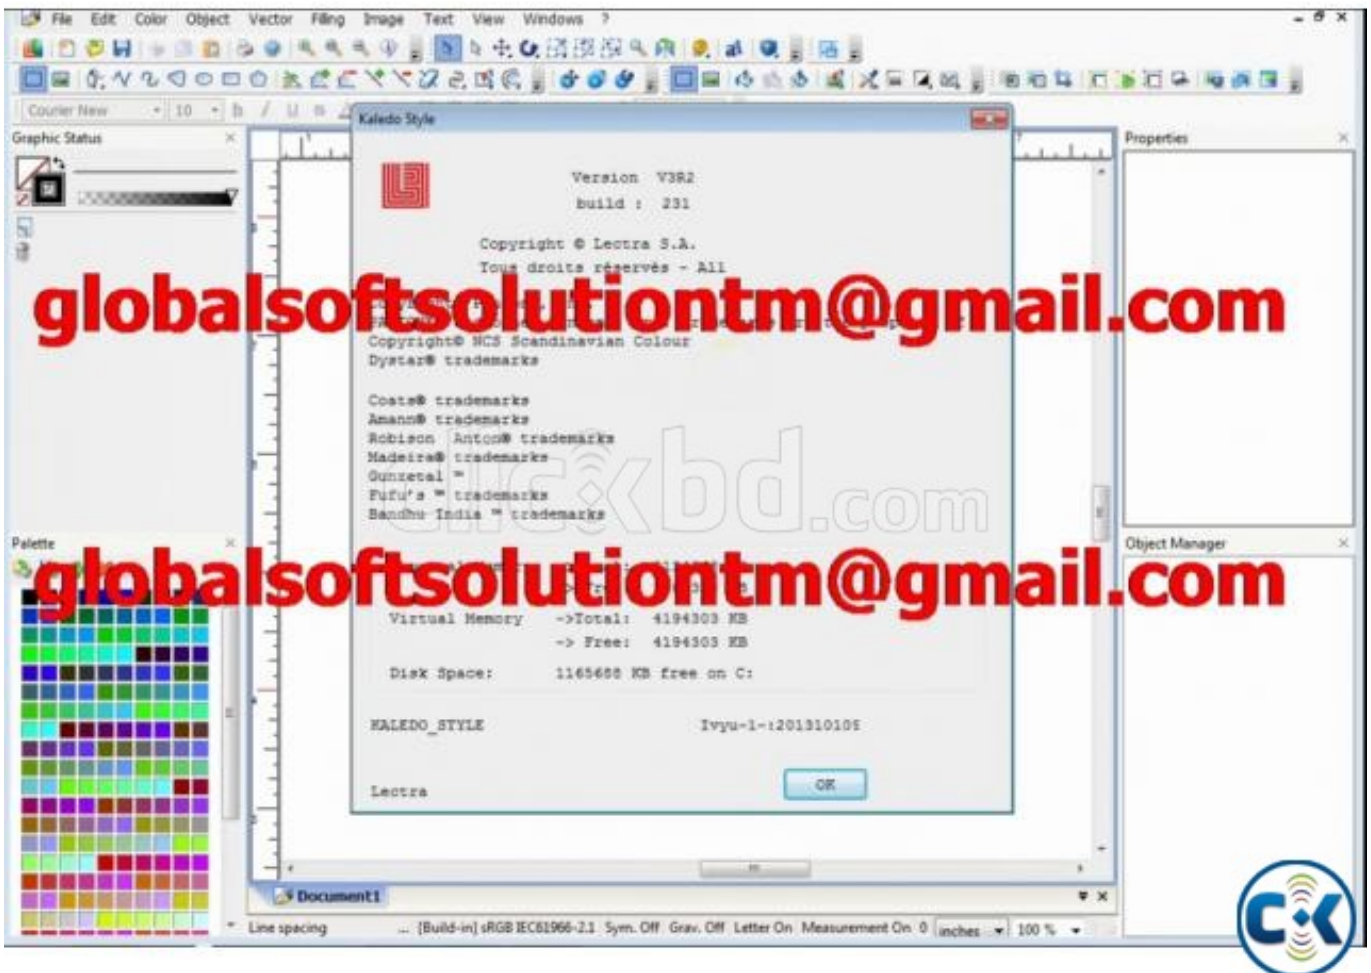 File Edit Color Object Vector Filing Image Text View Windows ?
Courier New 10 b / U
Graphic Status
Kaledo Style
Properties
Version V3R2
build : 231
Copyright © Lectra S.A.
Tous droits réservés - All
globalsoftsolutiontm@gmail.com
Copyright© NCS Scandinavian Colour
Dystar® trademarks
Coats® trademarks
Amann® trademarks
Robison Anton® trademarks
Madeira® trademarks
Gunzetal ™
Fufu's ™ trademarks
Bandhu India ™ trademarks
clickbd.com
Palette
Object Manager
globalsoftsolutiontm@gmail.com
Virtual Memory ->Total: 4194303 KB
-> Free: 4194303 KB
Disk Space: 1165688 KB free on C:
KALEDO_STYLE Ivyu-1-:201310105
OK
Lectra
Document1
Line spacing ... [Build-in] sRGB IEC61966-2.1 Sym. Off Grav. Off Letter On Measurement On 0 inches 100 %
CK